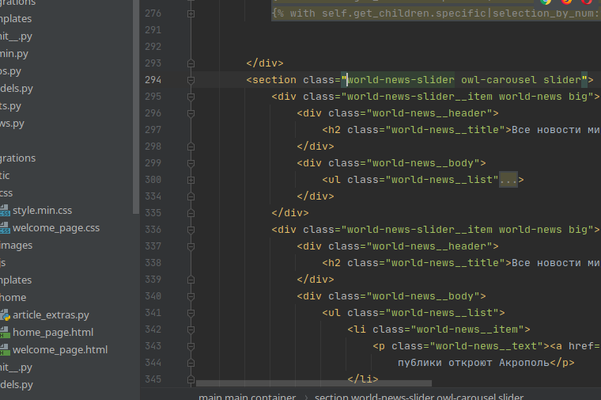 grations
mplates
nit__.py
min.py
ps.py
dels.py
ts.py
ws.py
grations
tic
css
style.min.css
welcome_page.css
images
js
mplates
home
article_extras.py
home_page.html
welcome_page.html
nit__.py
dels.py
276 {% with self.get_children.specific|selection_by_num:
291
292
293 </div>
294 <section class="world-news-slider owl-carousel slider">
295 <div class="world-news-slider__item world-news big">
296 <div class="world-news__header">
297 <h2 class="world-news__title">Все новости ми
298 </div>
299 <div class="world-news__body">
300 <ul class="world-news__list"...>
334 </div>
335 </div>
336 <div class="world-news-slider__item world-news big">
337 <div class="world-news__header">
338 <h2 class="world-news__title">Все новости ми
339 </div>
340 <div class="world-news__body">
341 <ul class="world-news__list">
342 <li class="world-news__item">
343 <p class="world-news__text"><a href=
344 публики откроют Акрополь</p>
345 </li>
main.main.container › section.world-news-slider.owl-carousel.slider